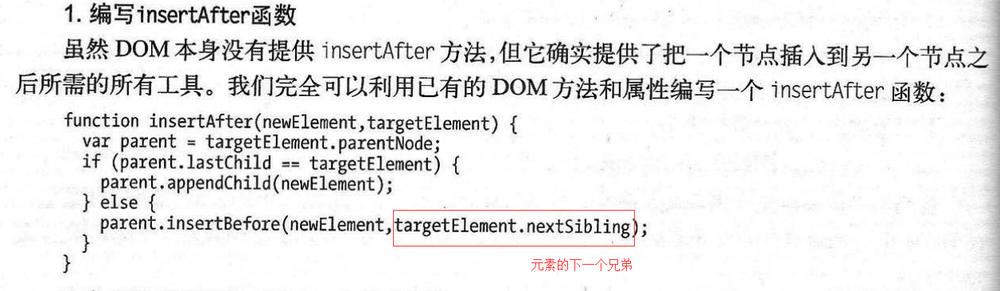 1. 编写insertAfter函数
虽然 DOM 本身没有提供 insertAfter 方法,但它确实提供了把一个节点插入到另一个节点之
后所需的所有工具。我们完全可以利用已有的 DOM 方法和属性编写一个 insertAfter 函数：
function insertAfter(newElement,targetElement) {
  var parent = targetElement.parentNode;
  if (parent.lastChild == targetElement) {
    parent.appendChild(newElement);
  } else {
    parent.insertBefore(newElement,targetElement.nextSibling);
  }
元素的下一个兄弟
}